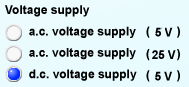 Voltage supply
a.c. voltage supply ( 5 V )
a.c. voltage supply (25 V)
d.c. voltage supply ( 5 V )